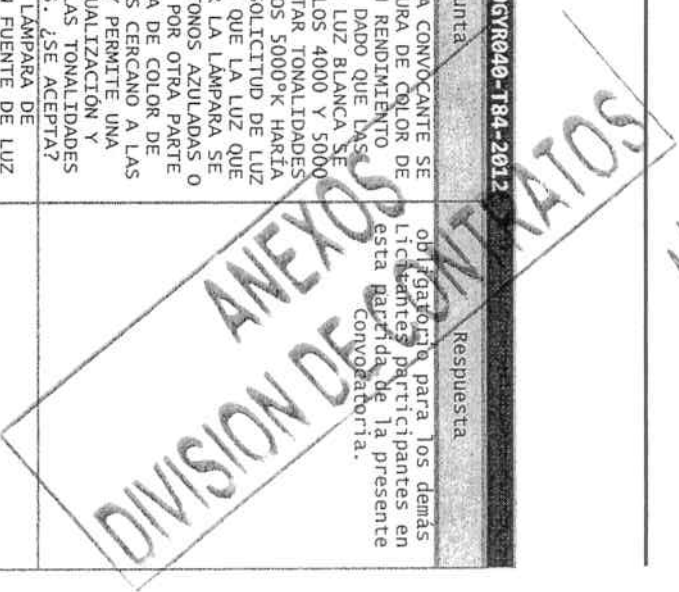 GYR040-T84-2012
unta
Respuesta
A CONVOCANTE SE
URA DE COLOR DE
RENDIMIENTO
DADO QUE LAS
LUZ BLANCA SE
LOS 4000 Y 5000
TAR TONALIDADES
OS 5000°K HARÍA
SOLICITUD DE LUZ
QUE LA LUZ QUE
R LA LÁMPARA SE
TONOS AZULADAS O
POR OTRA PARTE
A DE COLOR DE
S CERCANO A LAS
Y PERMITE UNA
UALIZACIÓN Y
LAS TONALIDADES
S. ¿SE ACEPTA?
LÁMPARA DE
N FUENTE DE LUZ
obligatorio para los demás
Licitantes participantes en
esta partida de la presente
Convocatoria.
ANEXOS
DIVISION DE CONTRATOS